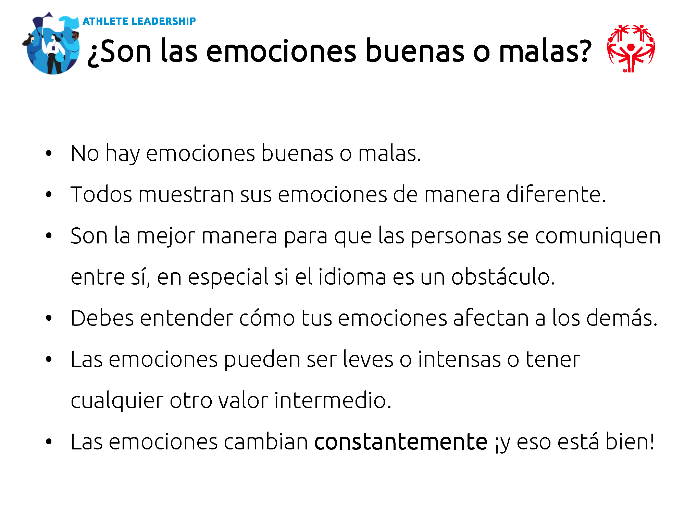 ATHLETE LEADERSHIP
¿Son las emociones buenas o malas?
• No hay emociones buenas o malas.
• Todos muestran sus emociones de manera diferente.
• Son la mejor manera para que las personas se comuniquen
entre sí, en especial si el idioma es un obstáculo.
• Debes entender cómo tus emociones afectan a los demás.
• Las emociones pueden ser leves o intensas o tener
cualquier otro valor intermedio.
• Las emociones cambian constantemente ¡y eso está bien!